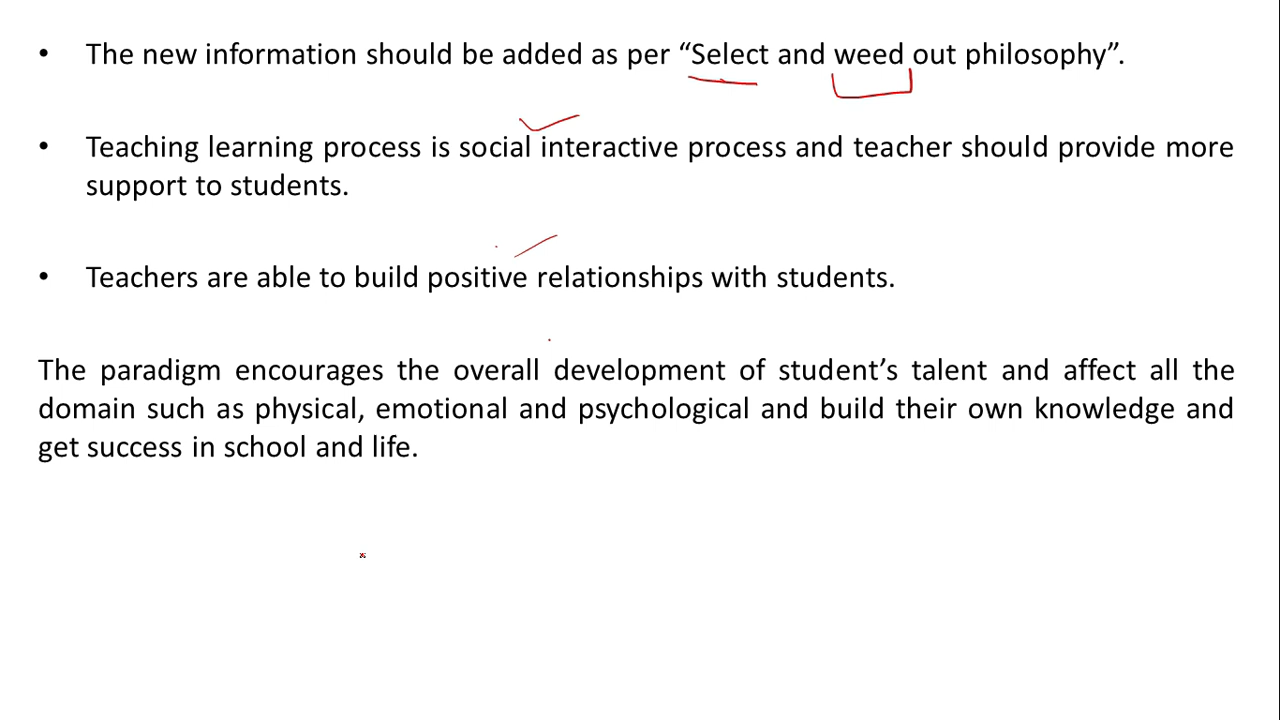 • The new information should be added as per “Select and weed out philosophy”.
• Teaching learning process is social interactive process and teacher should provide more
support to students.
• Teachers are able to build positive relationships with students.
The paradigm encourages the overall development of student’s talent and affect all the
domain such as physical, emotional and psychological and build their own knowledge and
get success in school and life.